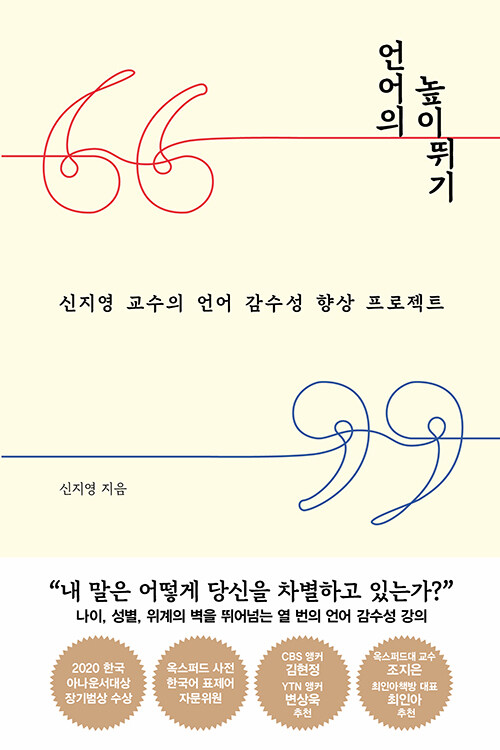 언어의
높이뛰기
신지영 교수의 언어 감수성 향상 프로젝트
신지영 지음
“내 말은 어떻게 당신을 차별하고 있는가?”
나이, 성별, 위계의 벽을 뛰어넘는 열 번의 언어 감수성 강의
2020 한국
아나운서대상
장기범상 수상
옥스퍼드 사전
한국어 표제어
자문위원
CBS 앵커
김현정
YTN 앵커
변상욱
추천
옥스퍼드대 교수
조지은
최인아책방 대표
최인아
추천